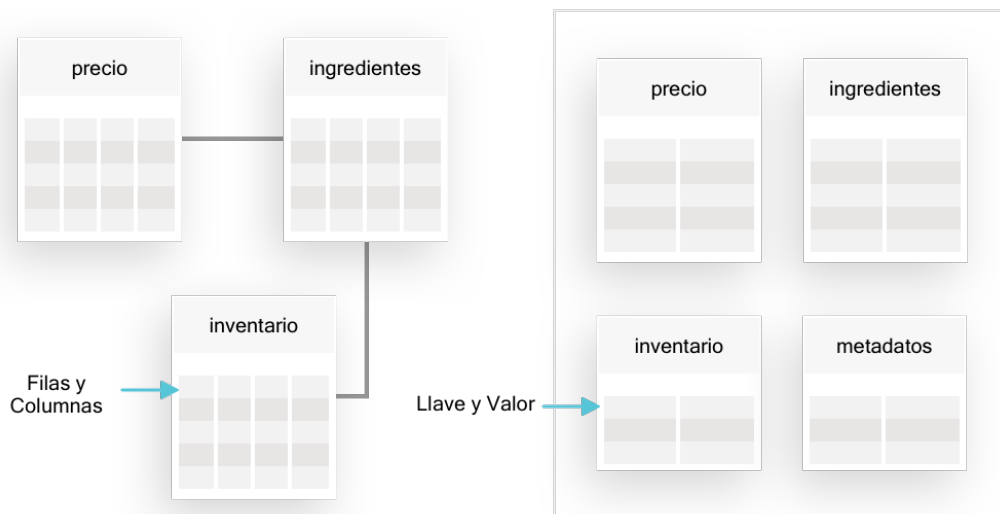 precio
ingredientes
inventario
Filas y
Columnas
precio
ingredientes
inventario
metadatos
Llave y Valor